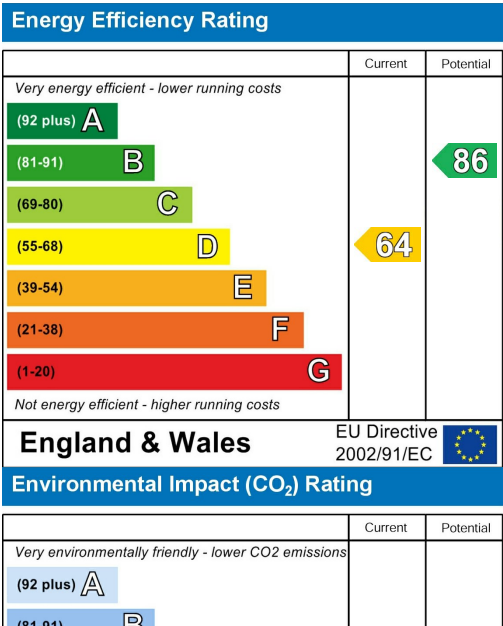 Energy Efficiency Rating
Current Potential
Very energy efficient - lower running costs
(92 plus) A
(81-91) B
86
(69-80) C
(55-68) D
64
(39-54) E
(21-38) F
(1-20) G
Not energy efficient - higher running costs
England & Wales
EU Directive
2002/91/EC
Environmental Impact (CO₂) Rating
Current Potential
Very environmentally friendly - lower CO2 emissions
(92 plus) A
(81-91) B